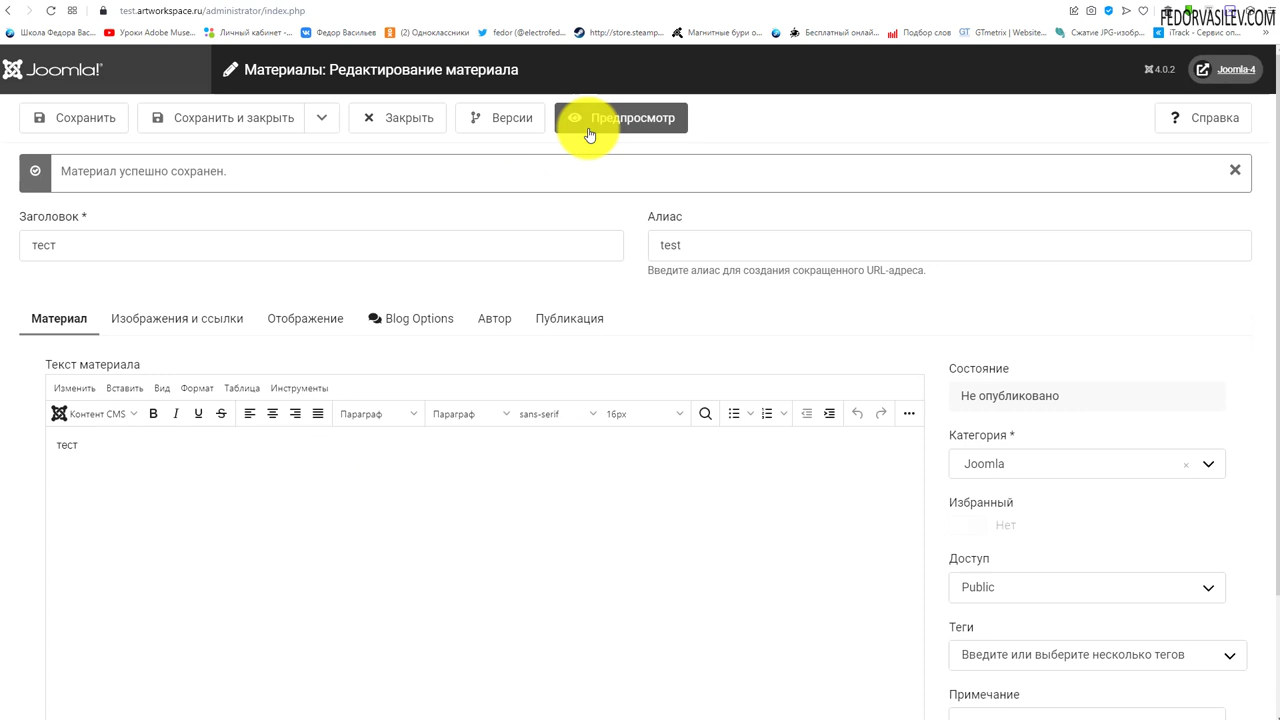 test.artworkspace.ru/administrator/index.php
FEDORVASILEV.COM
Школа Федора Вас...
Уроки Adobe Muse...
Личный кабинет -...
Федор Васильев
(2) Одноклассники
fedor (@electrofed...
http://store.steamp...
Магнитные бури о...
Бесплатный онлай...
Подбор слов
GTmetrix | Website...
Сжатие JPG-изобр...
iTrack - Сервис оп...
Joomla!
Материалы: Редактирование материала
4.0.2
Joomla-4
Сохранить
Сохранить и закрыть
Закрыть
Версии
Предпросмотр
Справка
Материал успешно сохранен.
Заголовок *
Алиас
тест
test
Введите алиас для создания сокращенного URL-адреса.
Материал
Изображения и ссылки
Отображение
Blog Options
Автор
Публикация
Текст материала
Изменить
Вставить
Вид
Формат
Таблица
Инструменты
Контент CMS
B
I
U
S
Параграф
Параграф
sans-serif
16px
тест
Состояние
Не опубликовано
Категория *
Joomla
Избранный
Нет
Доступ
Public
Теги
Введите или выберите несколько тегов
Примечание